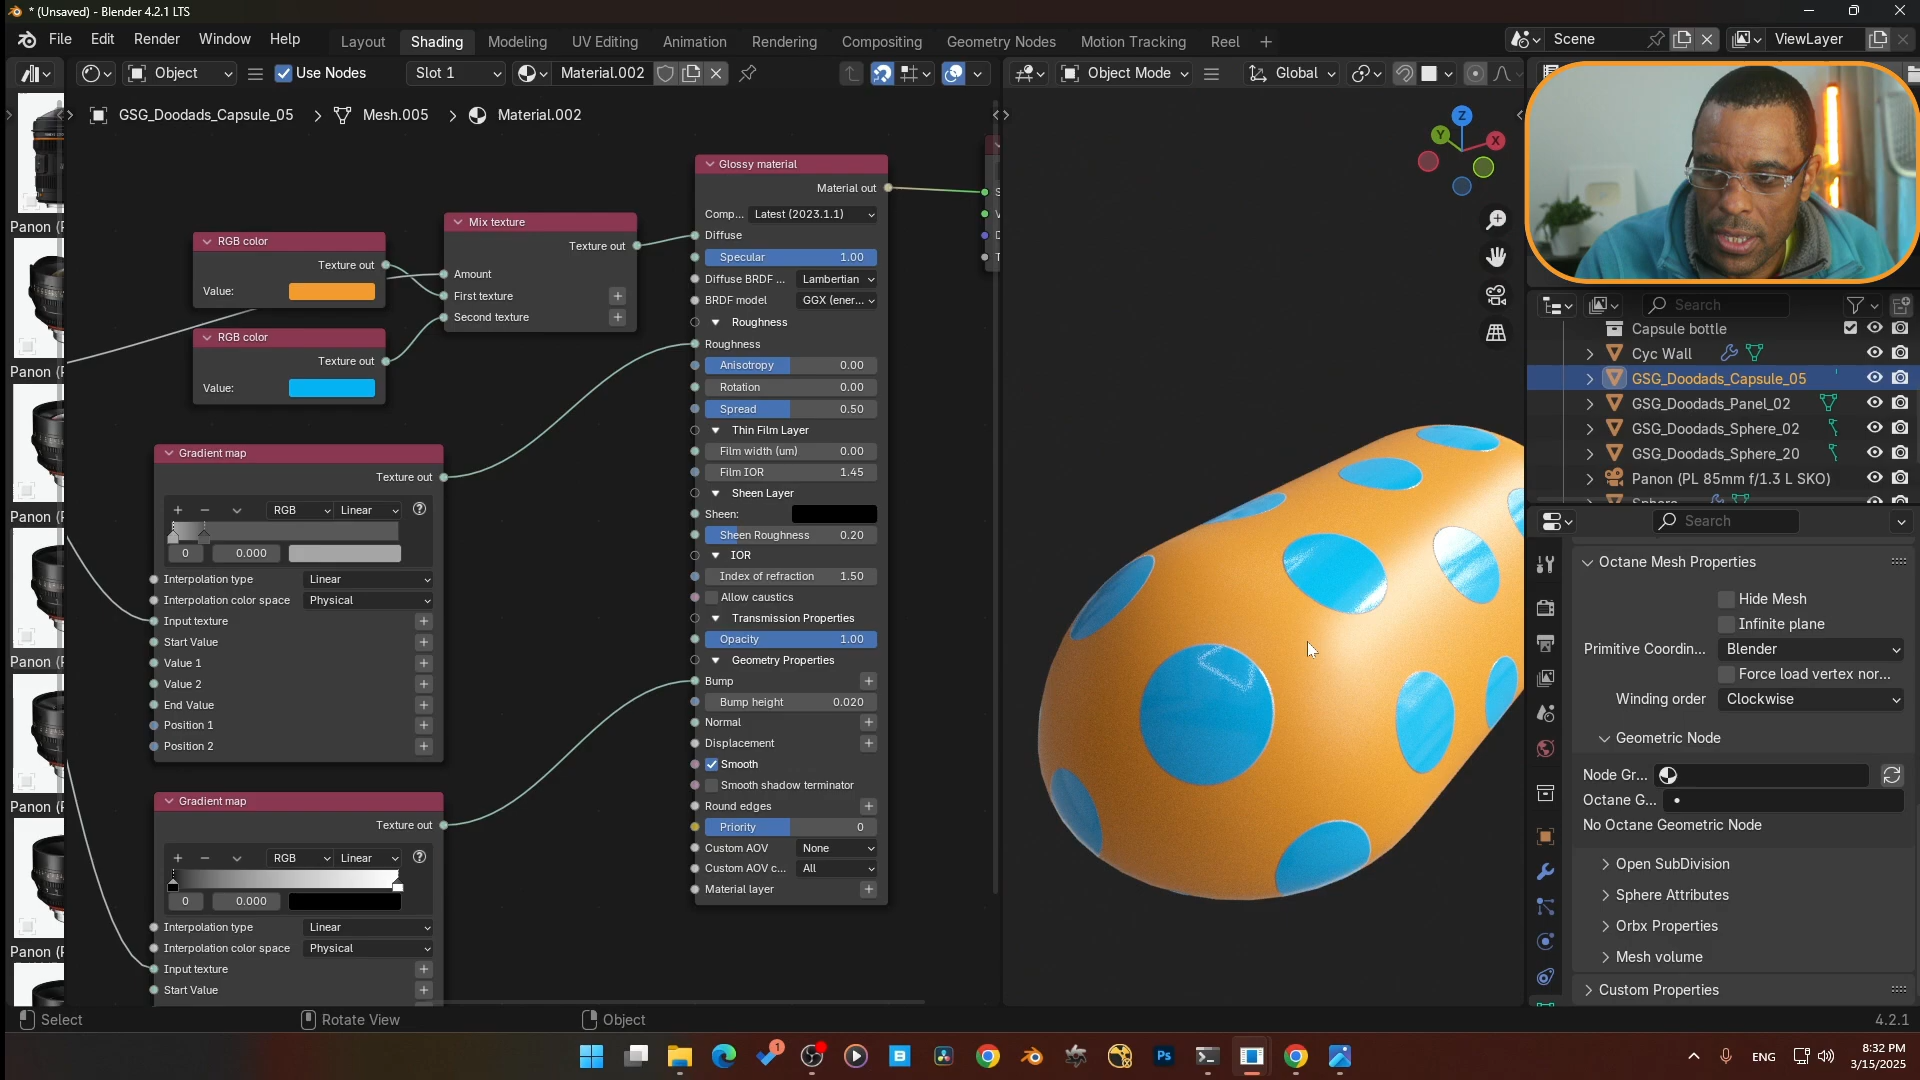 * (Unsaved) - Blender 4.2.1 LTS
File Edit Render Window Help
Layout Shading Modeling UV Editing Animation Rendering Compositing Geometry Nodes Motion Tracking Reel +
Scene
ViewLayer
Object
Use Nodes
Slot 1
Material.002
Object Mode
Global
GSG_Doodads_Capsule_05 > Mesh.005 > Material.002
Panon (F
Panon (F
Panon (F
Panon (F
Panon (F
Panon (F
RGB color
Texture out
Value:
RGB color
Texture out
Value:
Mix texture
Texture out
Amount
First texture
Second texture
Gradient map
Texture out
RGB Linear
0 0.000
Interpolation type Linear
Interpolation color space Physical
Input texture
Start Value
Value 1
Value 2
End Value
Position 1
Position 2
Gradient map
Texture out
RGB Linear
0 0.000
Interpolation type Linear
Interpolation color space Physical
Input texture
Start Value
Glossy material
Material out
Comp... Latest (2023.1.1)
Diffuse
Specular 1.00
Diffuse BRDF ... Lambertian
BRDF model GGX (ener...
Roughness
Roughness
Anisotropy 0.00
Rotation 0.00
Spread 0.50
Thin Film Layer
Film width (um) 0.00
Film IOR 1.45
Sheen Layer
Sheen:
Sheen Roughness 0.20
IOR
Index of refraction 1.50
Allow caustics
Transmission Properties
Opacity 1.00
Geometry Properties
Bump
Bump height 0.020
Normal
Displacement
Smooth
Smooth shadow terminator
Round edges
Priority 0
Custom AOV None
Custom AOV c... All
Material layer
Z
Y
X
Search
Capsule bottle
Cyc Wall
GSG_Doodads_Capsule_05
GSG_Doodads_Panel_02
GSG_Doodads_Sphere_02
GSG_Doodads_Sphere_20
Panon (PL 85mm f/1.3 L SKO)
Search
Octane Mesh Properties
Hide Mesh
Infinite plane
Primitive Coordin... Blender
Force load vertex nor...
Winding order Clockwise
Geometric Node
Node Gr...
Octane G...
No Octane Geometric Node
Open SubDivision
Sphere Attributes
Orbx Properties
Mesh volume
Custom Properties
Select
Rotate View
Object
4.2.1
1
Ps
ENG
8:32 PM
3/15/2025